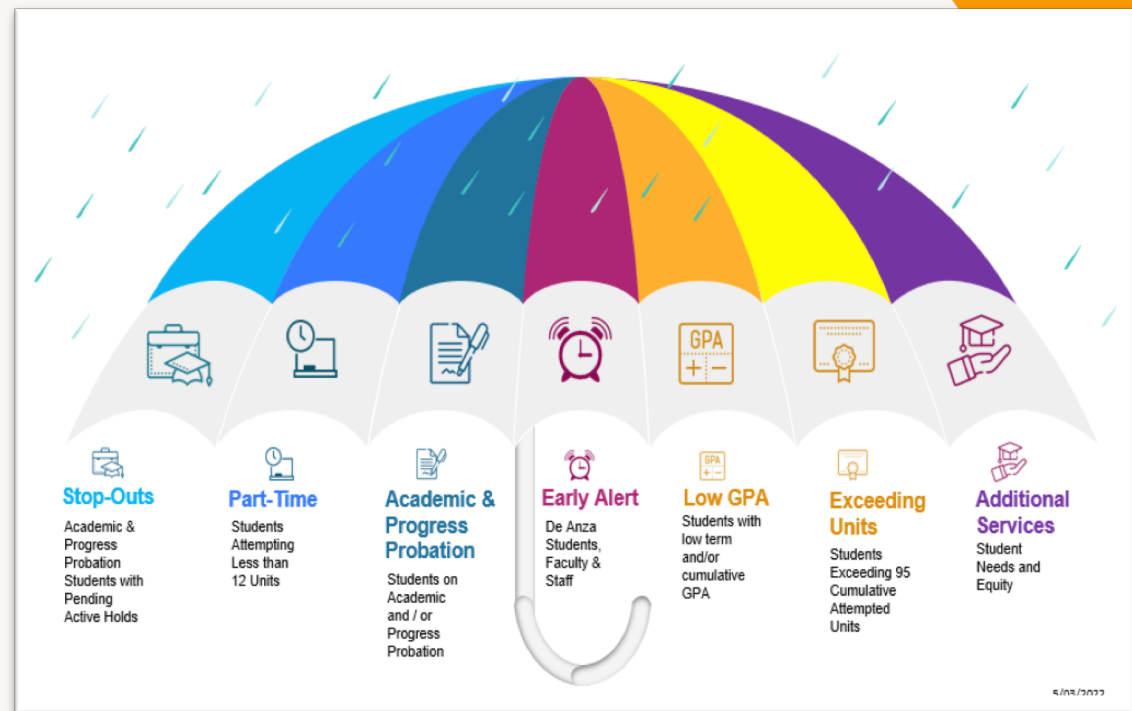 GPA
+ -
GPA
+ -
Stop-Outs
Academic &
Progress
Probation
Students with
Pending
Active Holds
Part-Time
Students
Attempting
Less than
12 Units
Academic &
Progress
Probation
Students on
Academic
and / or
Progress
Probation
Early Alert
De Anza
Students,
Faculty &
Staff
Low GPA
Students with
low term
and/or
cumulative
GPA
Exceeding
Units
Students
Exceeding 95
Cumulative
Attempted
Units
Additional
Services
Student
Needs and
Equity
5/03/2022